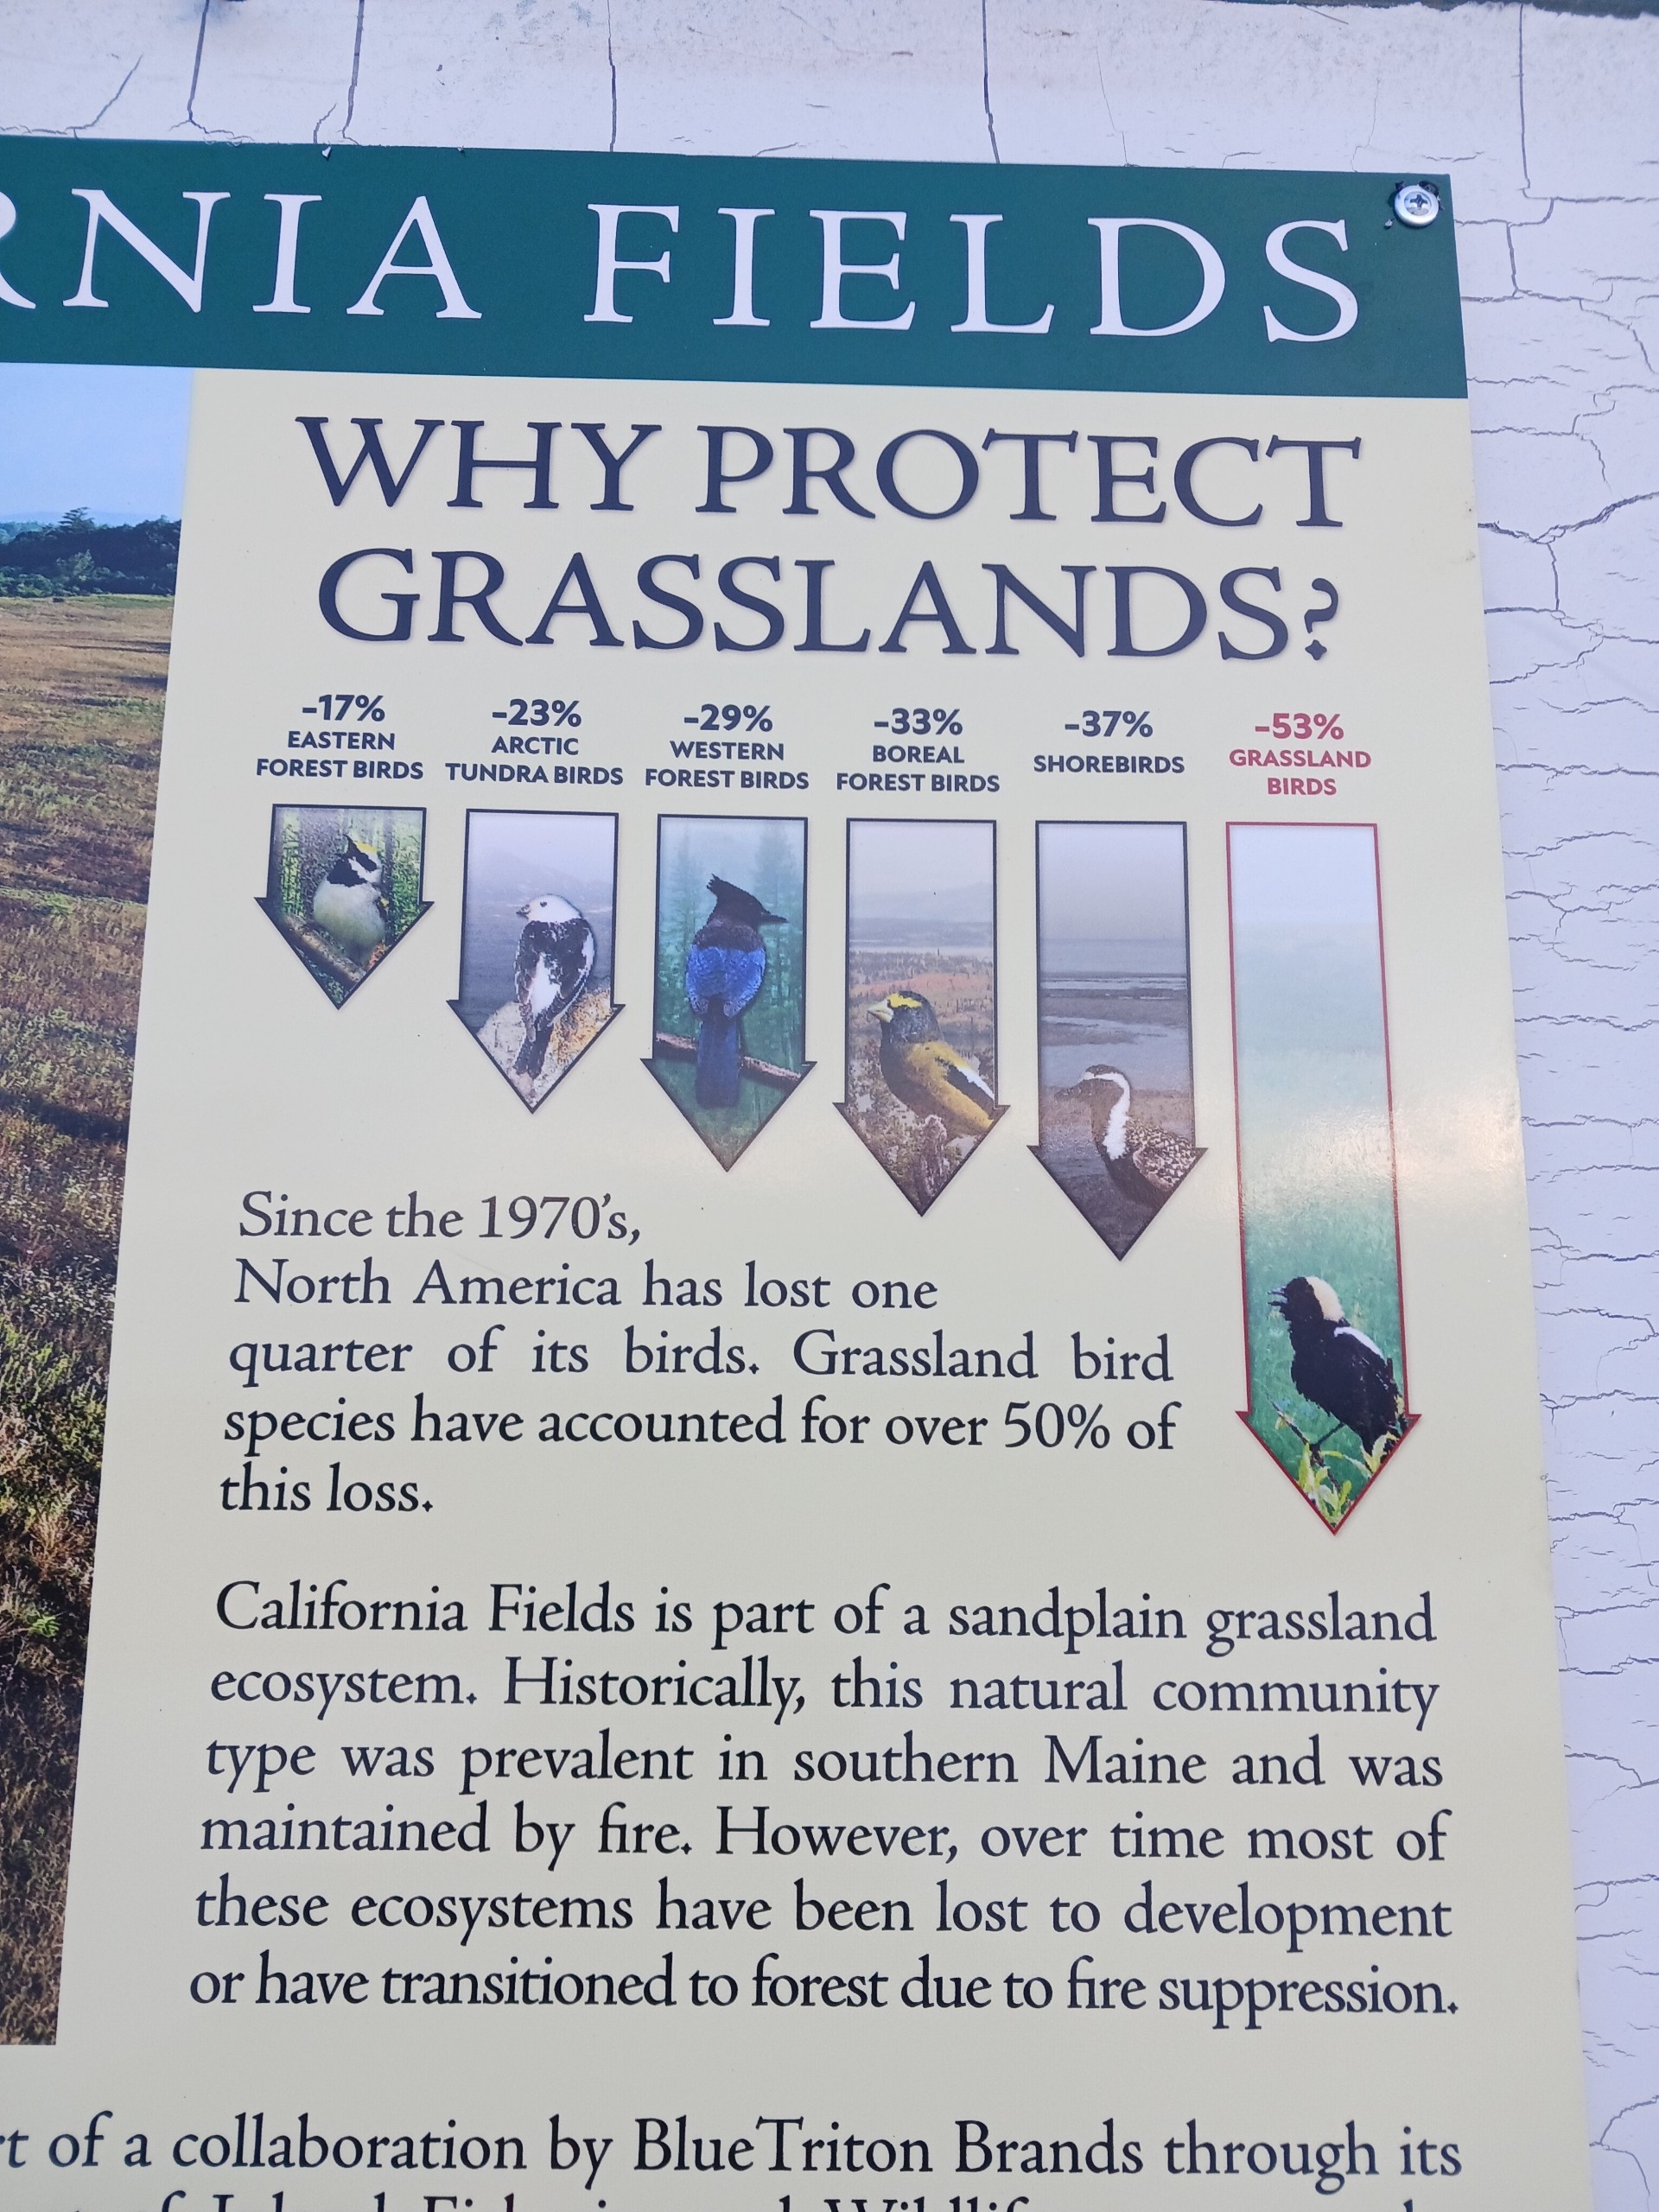 RNIA FIELDS
WHY PROTECT
GRASSLANDS?
-17%
EASTERN
FOREST BIRDS
-23%
ARCTIC
TUNDRA BIRDS
-29%
WESTERN
FOREST BIRDS
-33%
BOREAL
FOREST BIRDS
-37%
SHOREBIRDS
-53%
GRASSLAND
BIRDS
Since the 1970's,
North America has lost one
quarter of its birds. Grassland bird
species have accounted for over 50% of
this loss.
California Fields is part of a sandplain grassland
ecosystem. Historically, this natural community
type was prevalent in southern Maine and was
maintained by fire. However, over time most of
these ecosystems have been lost to development
or have transitioned to forest due to fire suppression.
of a collaboration by BlueTriton Brands through its